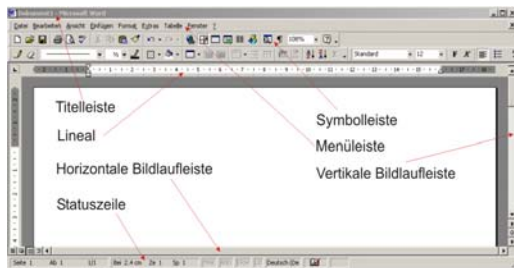 Dokument1 - Microsoft Word
Datei Bearbeiten Ansicht Einfügen Format Extras Tabelle Fenster ?
100%
Standard 12 F K
Titelleiste
Lineal
Horizontale Bildlaufleiste
Statuszeile
Symbolleiste
Menüleiste
Vertikale Bildlaufleiste
Seite 1 Ab 1 1/1 Bei 2,4 cm Ze 1 Sp 1 Deutsch (De